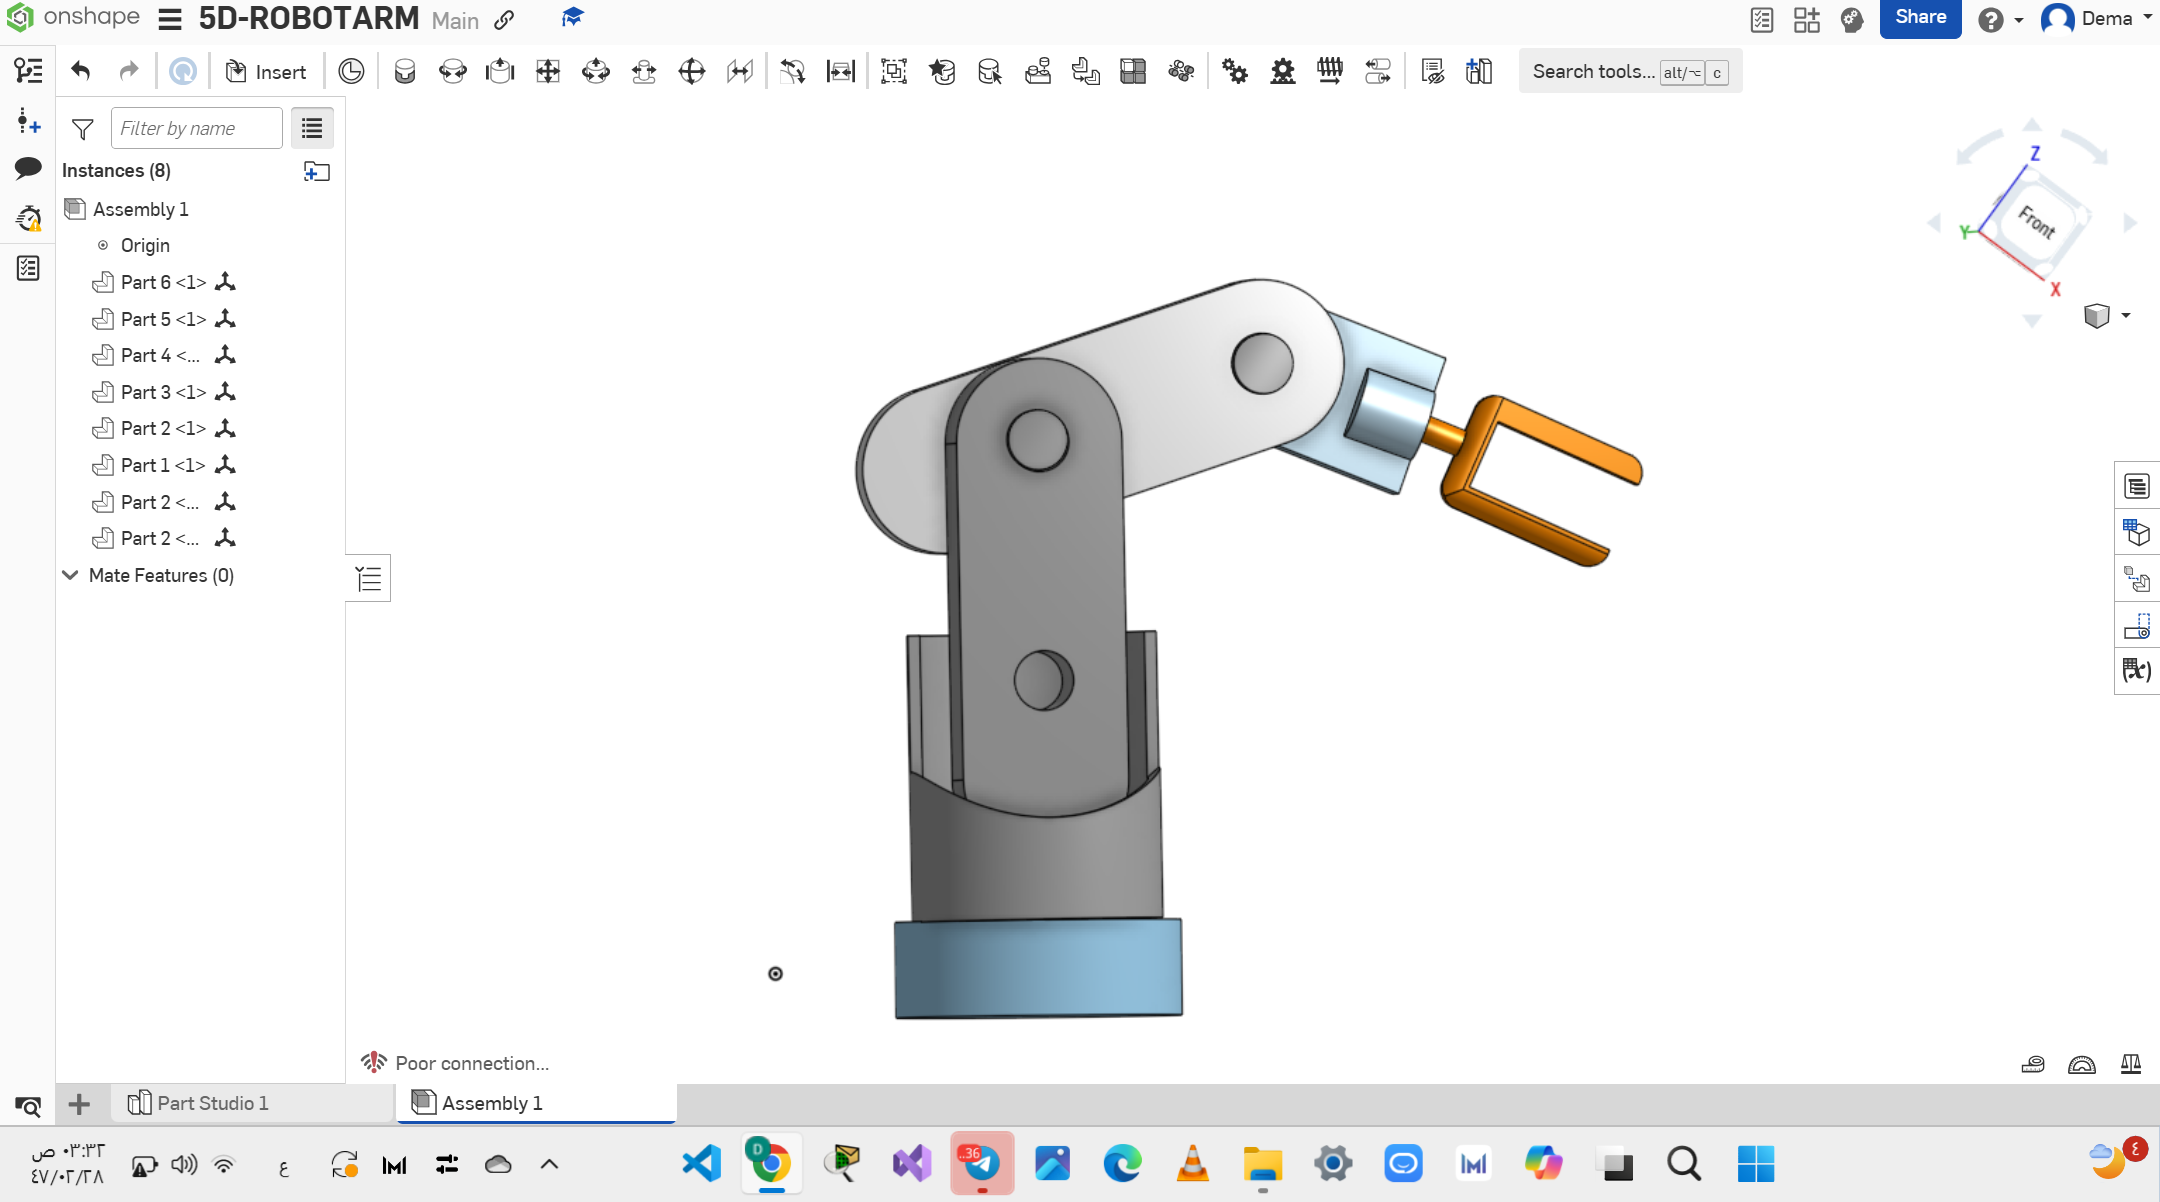 onshape
5D-ROBOTARM
Main
Share
Dema
Insert
Search tools...
alt/⌥
c
Filter by name
Instances (8)
Assembly 1
Origin
Part 6 <1>
Part 5 <1>
Part 4 <...
Part 3 <1>
Part 2 <1>
Part 1 <1>
Part 2 <...
Part 2 <...
Mate Features (0)
Z
Front
Y
X
(x)
Poor connection...
Part Studio 1
Assembly 1
٠٣:٣٢ ص
٤٧/٠٢/٢٨
ع
D
..36
٤